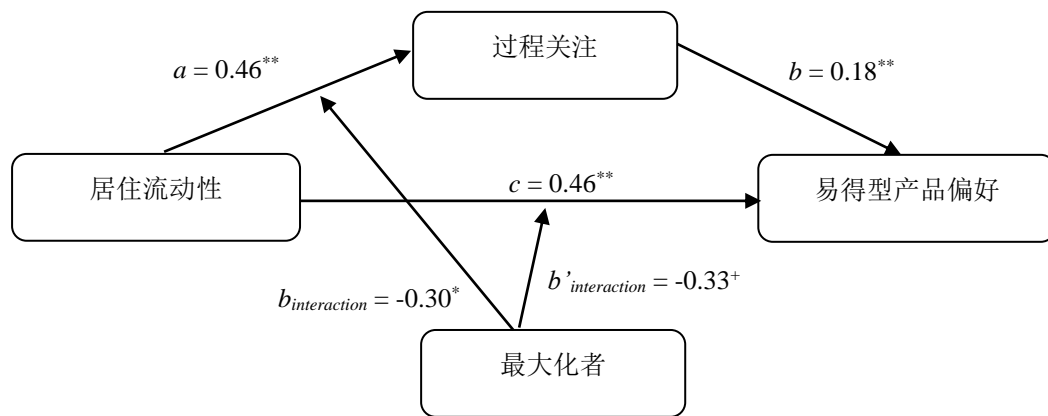 过程关注
a = 0.46**
b = 0.18**
居住流动性
c = 0.46**
易得型产品偏好
binteraction = -0.30*
b’interaction = -0.33+
最大化者